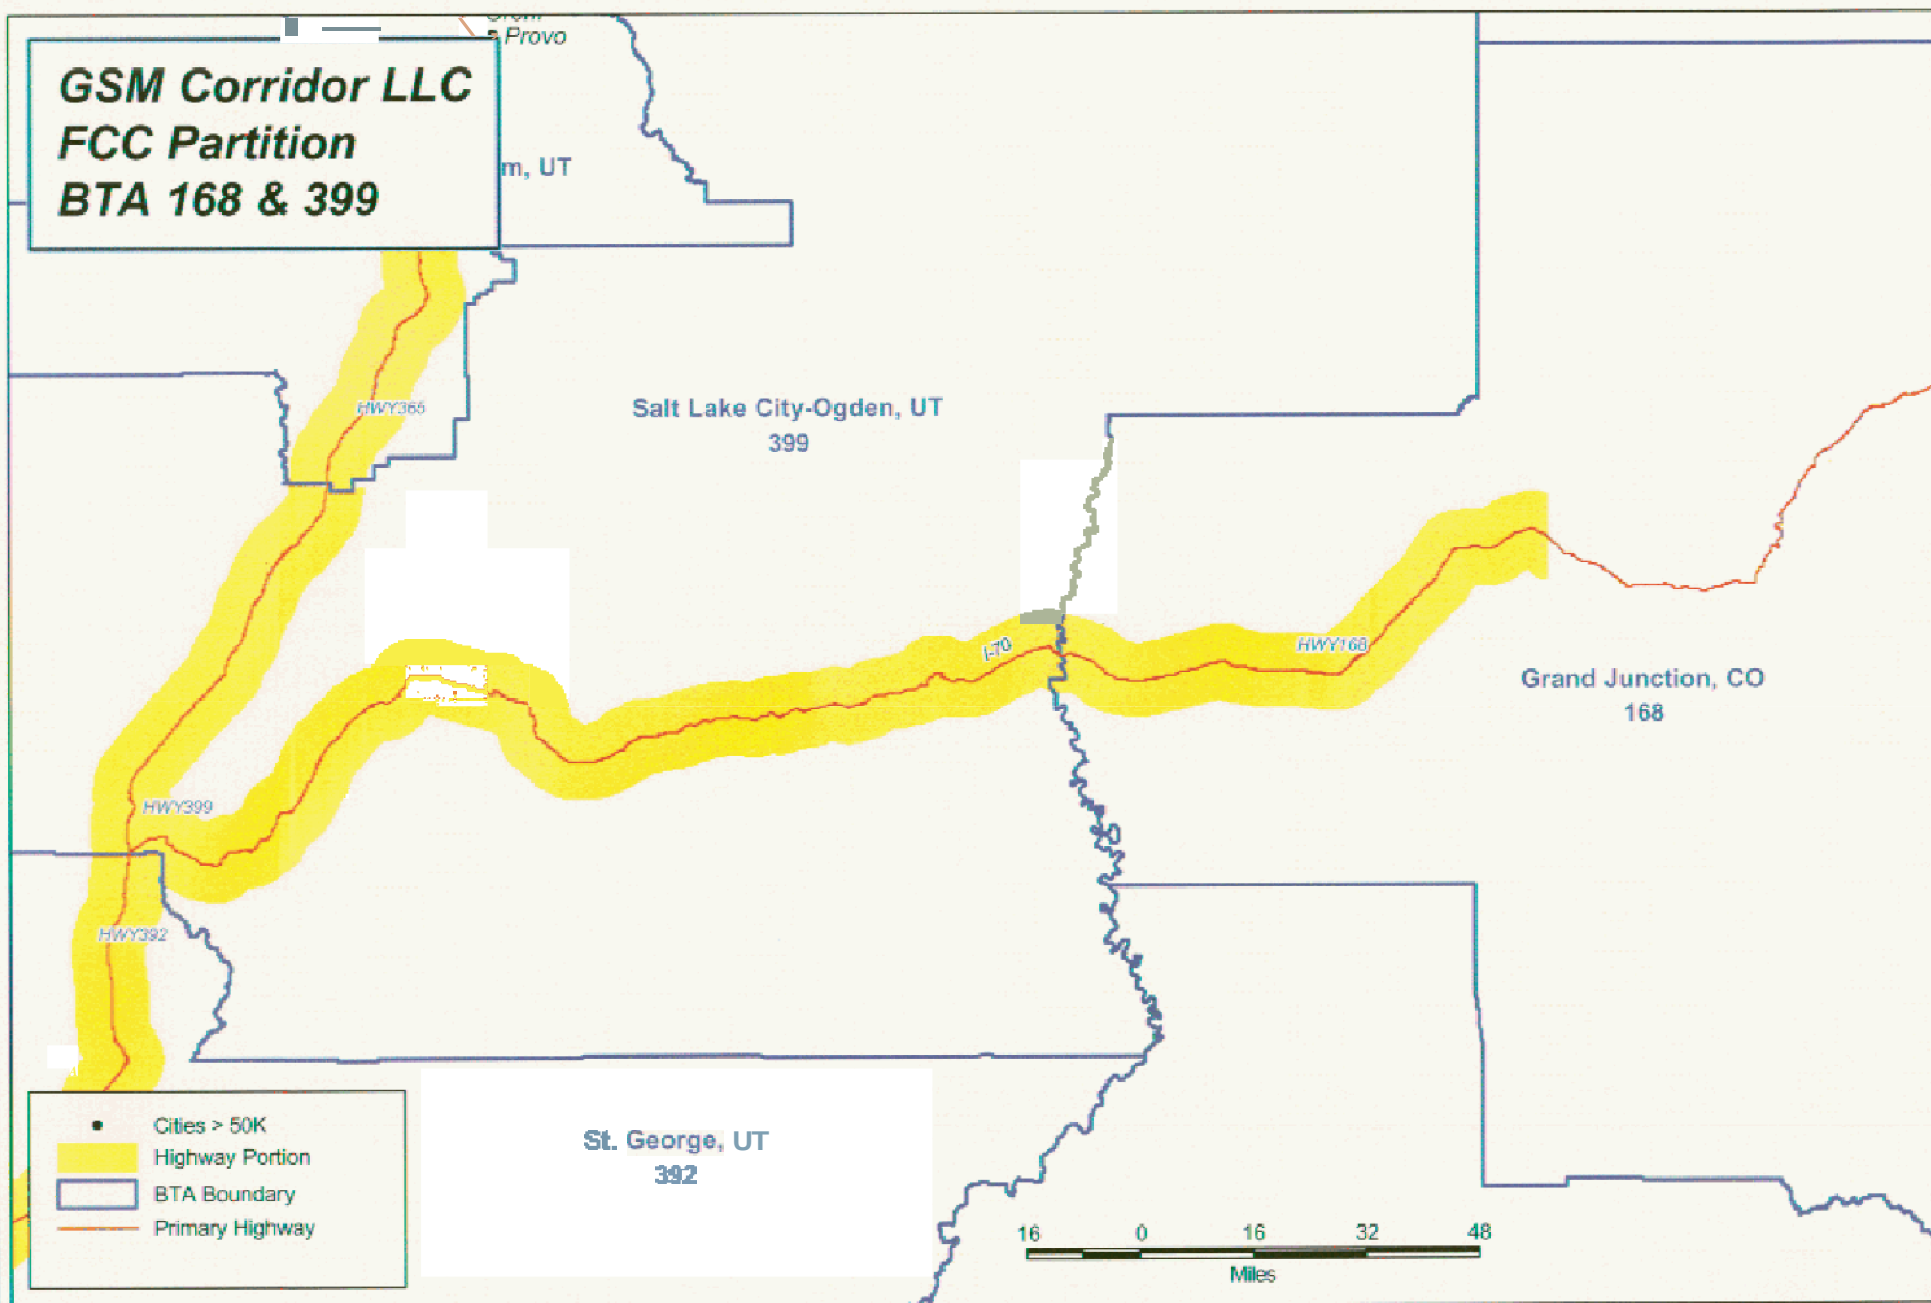 Provo
GSM Corridor LLC
FCC Partition
BTA 168 & 399
m, UT
HWY365
Salt Lake City-Ogden, UT
399
I-70
HWY168
Grand Junction, CO
168
HWY399
HWY392
Cities > 50K
Highway Portion
BTA Boundary
Primary Highway
St. George, UT
392
16 0 16 32 48
Miles